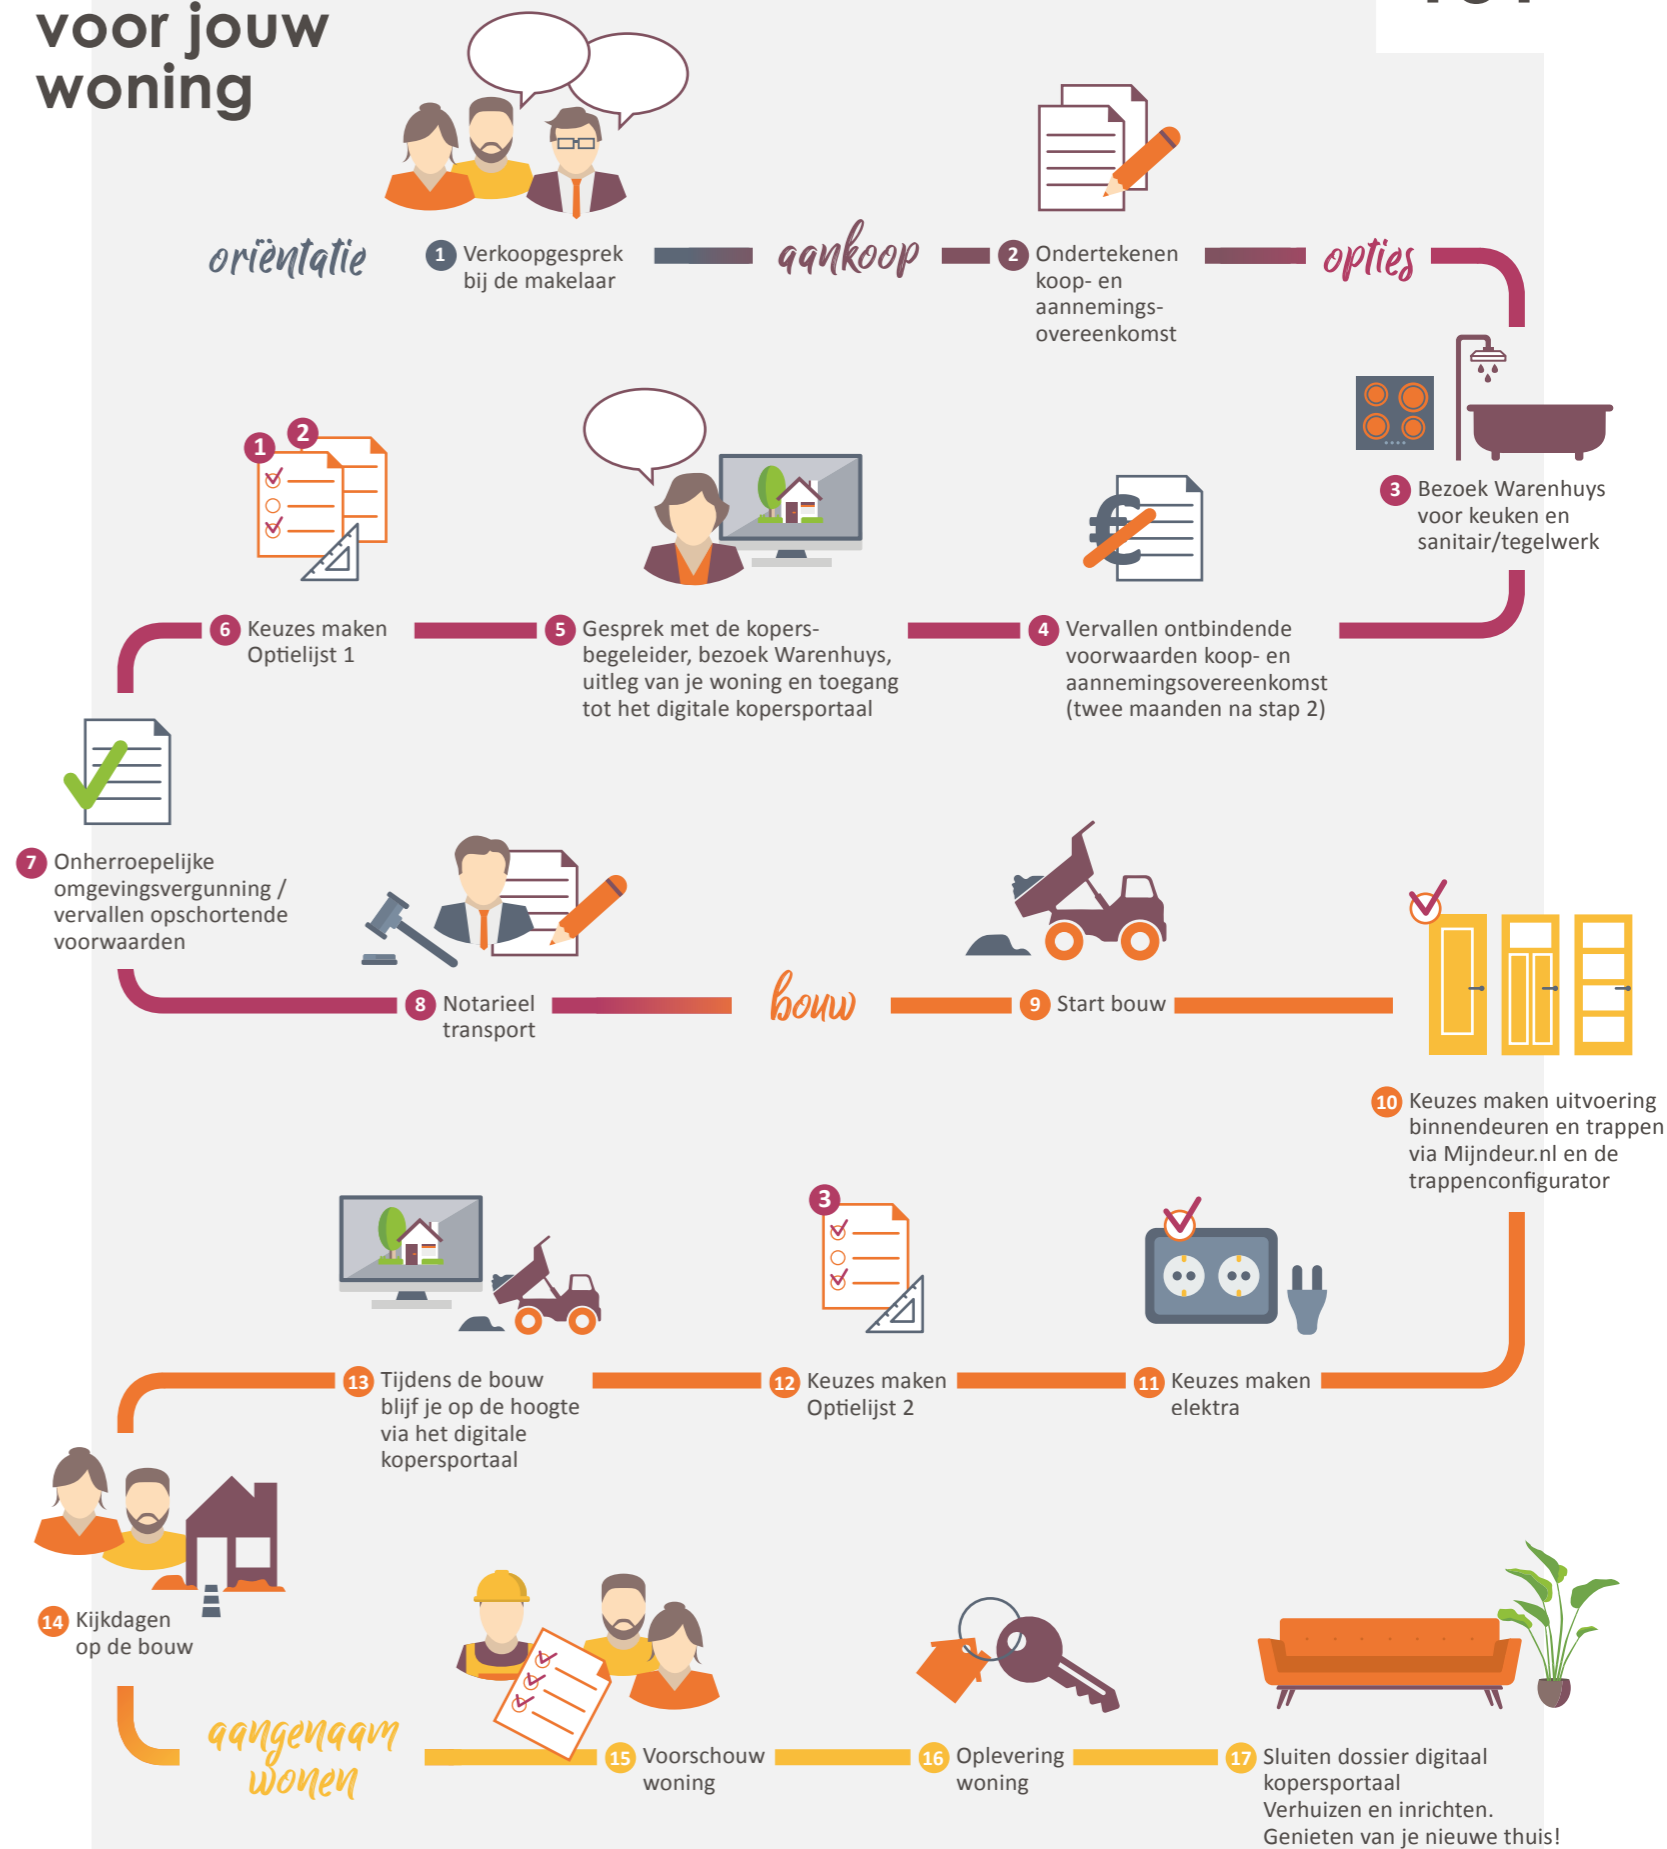 voor jouw
woning
oriëntatie
1 Verkoopgesprek
bij de makelaar
aankoop
2 Ondertekenen
koop- en
aannemings-
overeenkomst
opties
3 Bezoek Warenhuys
voor keuken en
sanitair/tegelwerk
4 Vervallen ontbindende
voorwaarden koop- en
aannemingsovereenkomst
(twee maanden na stap 2)
5 Gesprek met de kopers-
begeleider, bezoek Warenhuys,
uitleg van je woning en toegang
tot het digitale kopersportaal
1 2
6 Keuzes maken
Optielijst 1
7 Onherroepelijke
omgevingsvergunning /
vervallen opschortende
voorwaarden
8 Notarieel
transport
bouw
9 Start bouw
10 Keuzes maken uitvoering
binnendeuren en trappen
via Mijndeur.nl en de
trappenconfigurator
11 Keuzes maken
elektra
3
12 Keuzes maken
Optielijst 2
13 Tijdens de bouw
blijf je op de hoogte
via het digitale
kopersportaal
14 Kijkdagen
op de bouw
aangenaam
wonen
15 Voorschouw
woning
16 Oplevering
woning
17 Sluiten dossier digitaal
kopersportaal
Verhuizen en inrichten.
Genieten van je nieuwe thuis!